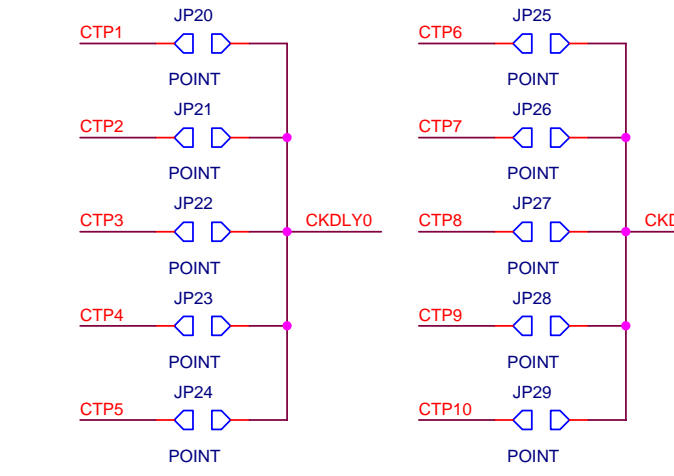 JP20
CTP1
POINT
JP21
CTP2
POINT
JP22
CTP3
CKDLY0
POINT
JP23
CTP4
POINT
JP24
CTP5
POINT
JP25
CTP6
POINT
JP26
CTP7
POINT
JP27
CTP8
POINT
JP28
CTP9
POINT
JP29
CTP10
POINT